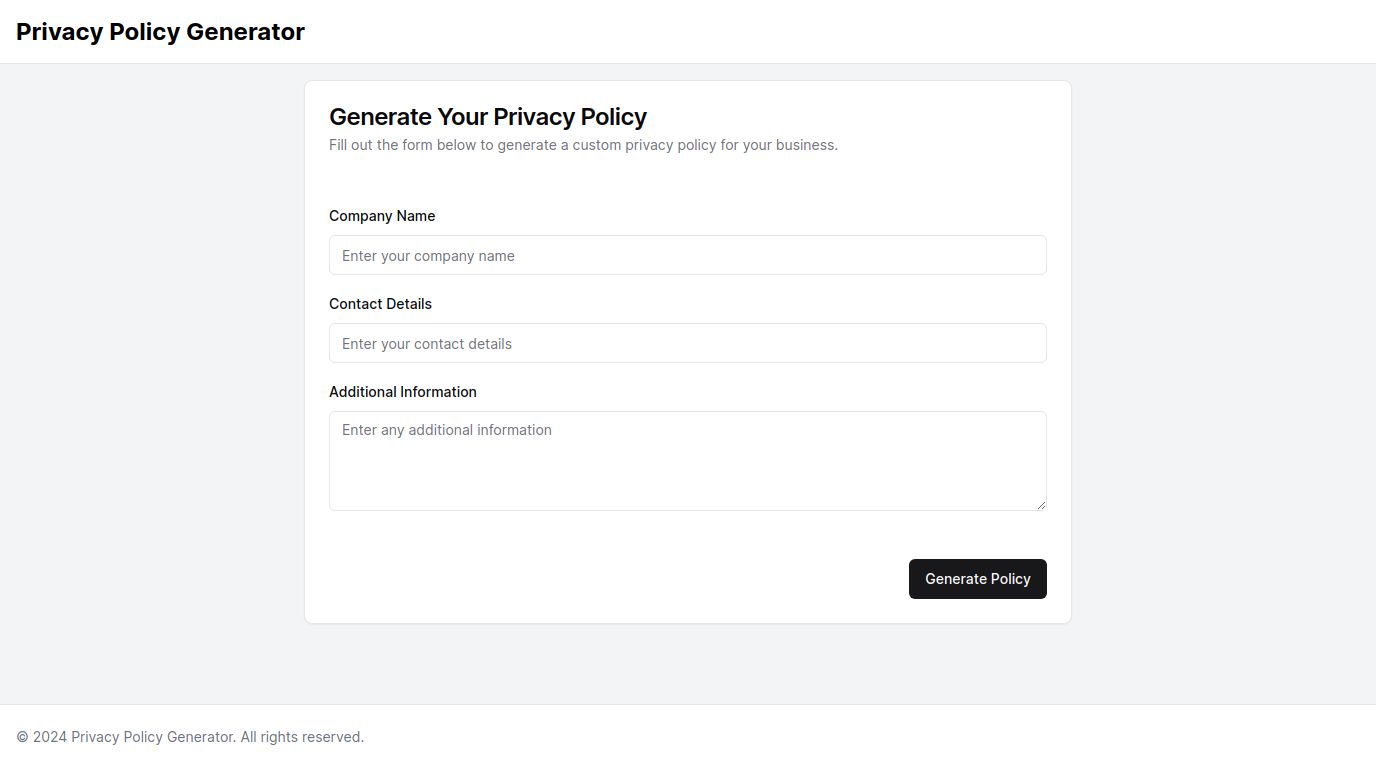 Privacy Policy Generator
Generate Your Privacy Policy
Fill out the form below to generate a custom privacy policy for your business.
Company Name
Enter your company name
Contact Details
Enter your contact details
Additional Information
Enter any additional information
Generate Policy
© 2024 Privacy Policy Generator. All rights reserved.